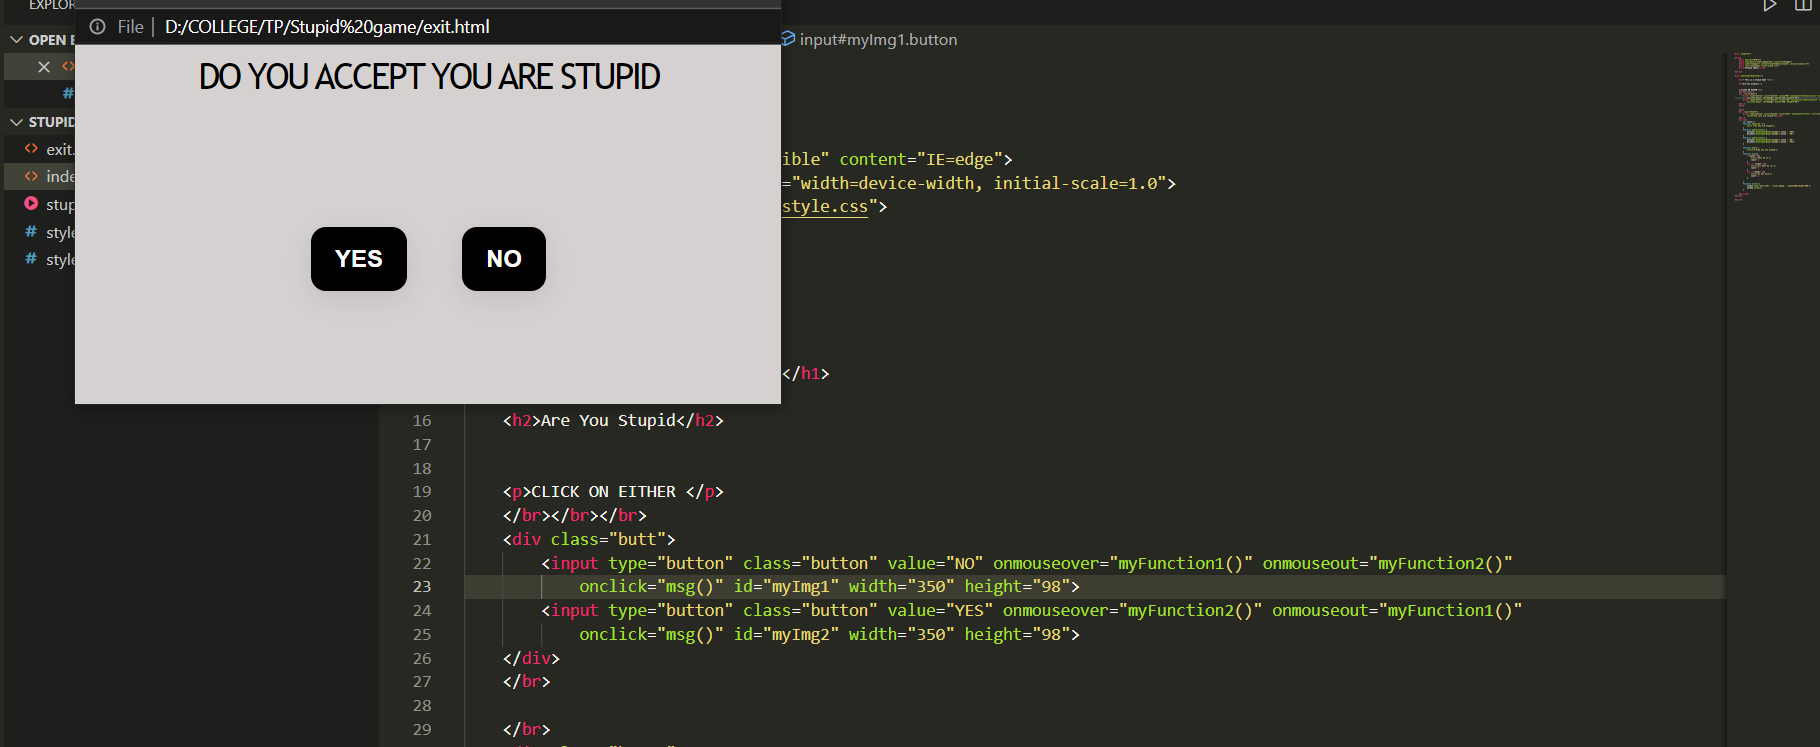 EXPLOR
OPEN E
STUPID
exit.
inde
stup
style
style
File D:/COLLEGE/TP/Stupid%20game/exit.html
DO YOU ACCEPT YOU ARE STUPID
YES NO
input#myImg1.button
ible" content="IE=edge">
="width=device-width, initial-scale=1.0">
style.css">
</h1>
16 <h2>Are You Stupid</h2>
17
18
19 <p>CLICK ON EITHER </p>
20 </br></br></br>
21 <div class="butt">
22 <input type="button" class="button" value="NO" onmouseover="myFunction1()" onmouseout="myFunction2()"
23 onclick="msg()" id="myImg1" width="350" height="98">
24 <input type="button" class="button" value="YES" onmouseover="myFunction2()" onmouseout="myFunction1()"
25 onclick="msg()" id="myImg2" width="350" height="98">
26 </div>
27 </br>
28
29 </br>